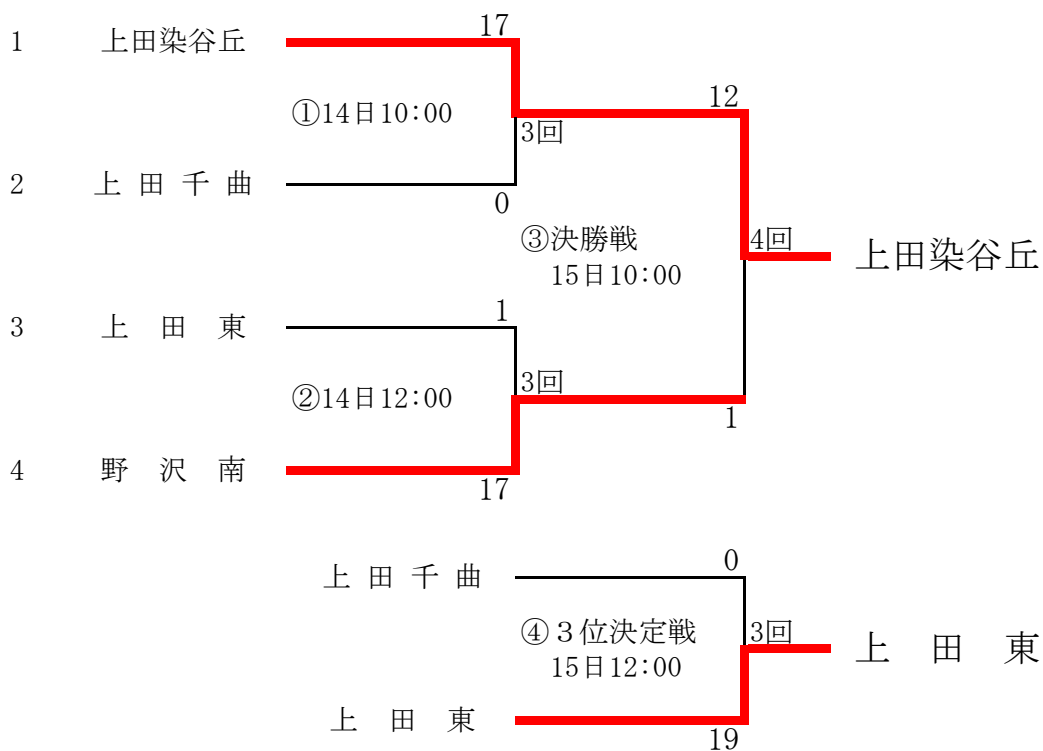 17
1 上田染谷丘
12
①14日10:00
3回
2 上田千曲
0
③決勝戦
4回
上田染谷丘
15日10:00
1
3 上田東
3回
②14日12:00
1
4 野沢南
17
0
上田千曲
④３位決定戦
3回
上田東
15日12:00
上田東
19